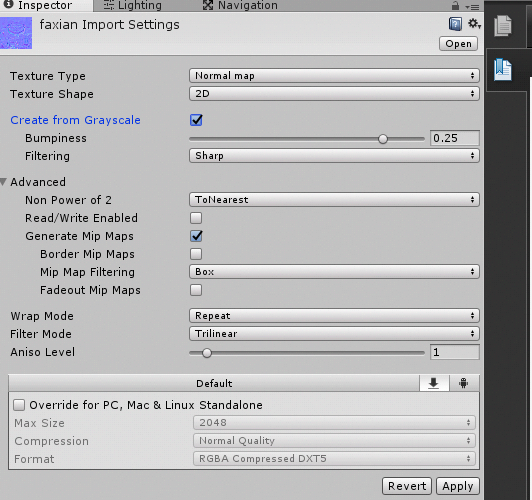 Inspector Lighting Navigation
faxian Import Settings
Open
Texture Type Normal map
Texture Shape 2D
Create from Grayscale
Bumpiness 0.25
Filtering Sharp
Advanced
Non Power of 2 ToNearest
Read/Write Enabled
Generate Mip Maps
Border Mip Maps
Mip Map Filtering Box
Fadeout Mip Maps
Wrap Mode Repeat
Filter Mode Trilinear
Aniso Level 1
Default
Override for PC, Mac & Linux Standalone
Max Size 2048
Compression Normal Quality
Format RGBA Compressed DXT5
Revert Apply